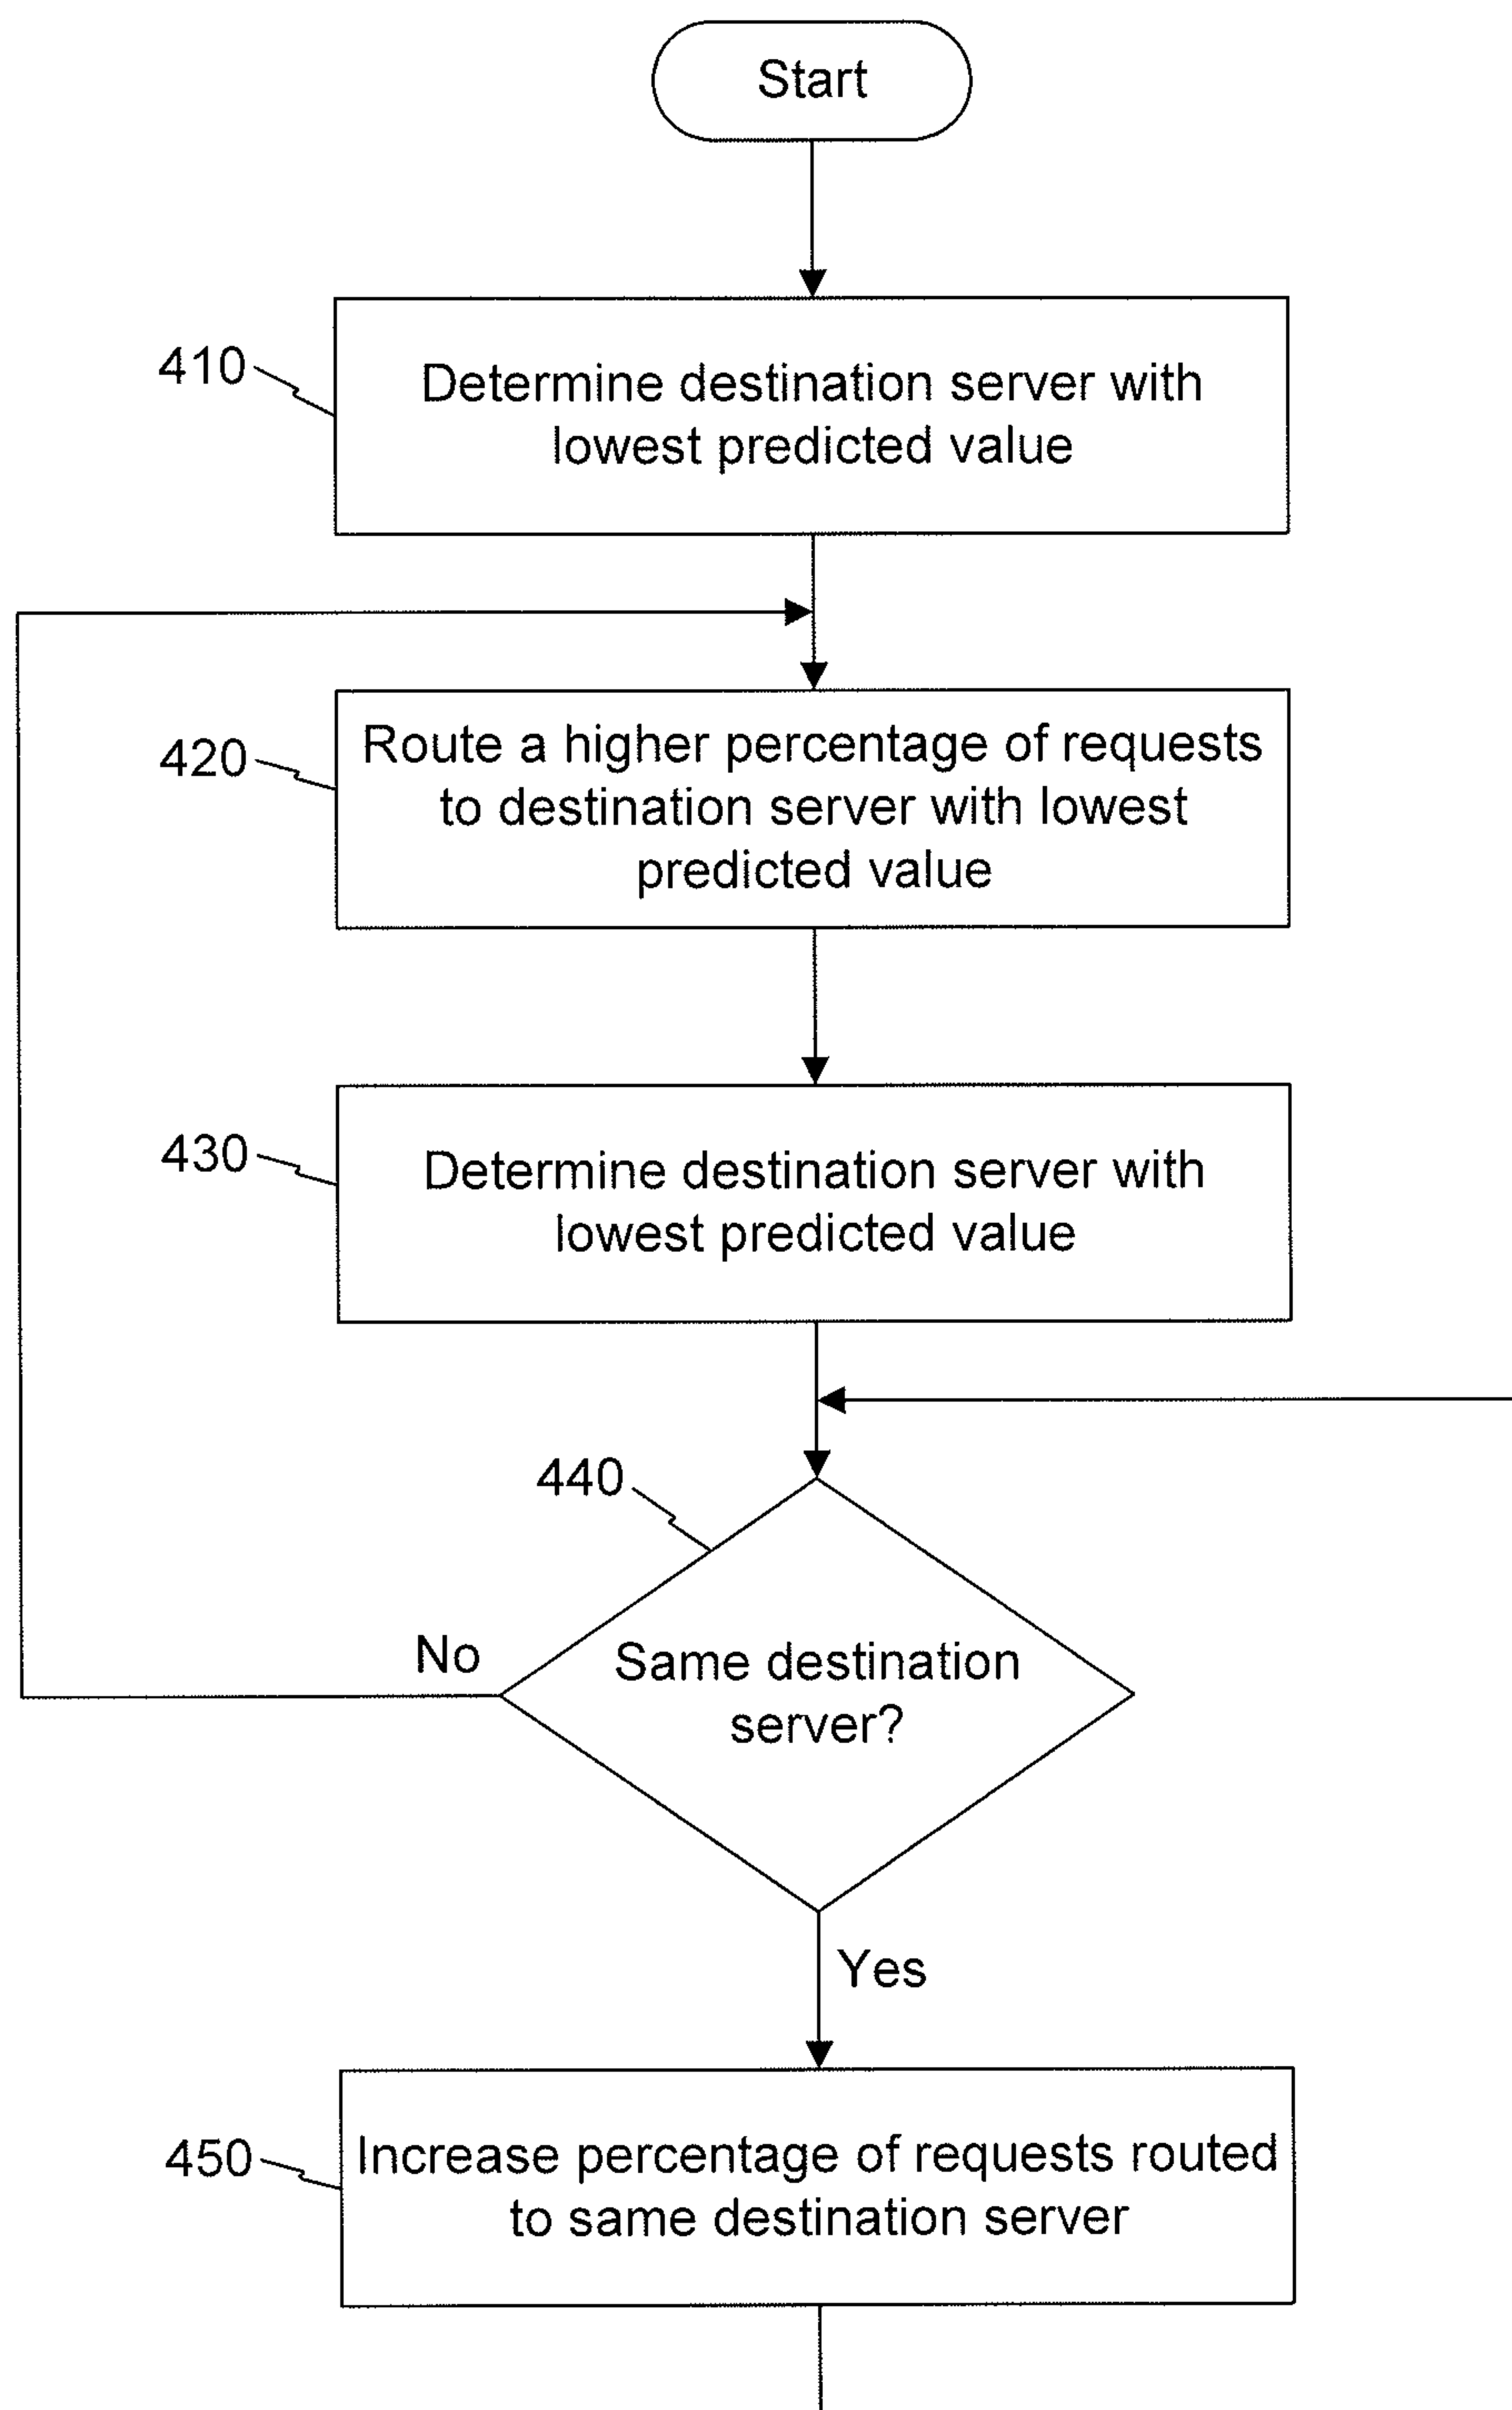 Start
410
Determine destination server with
lowest predicted value
420
Route a higher percentage of requests
to destination server with lowest
predicted value
430
Determine destination server with
lowest predicted value
440
No
Same destination
server?
Yes
450
Increase percentage of requests routed
to same destination server